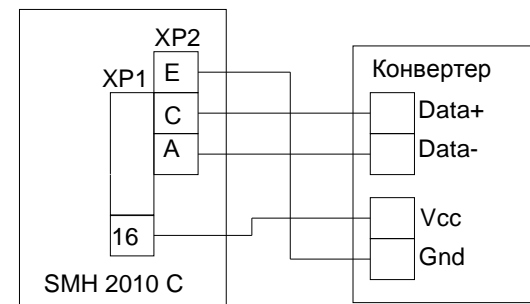 XP2
XP1
E
C
A
16
SMH 2010 C
Конвертер
Data+
Data-
Vcc
Gnd